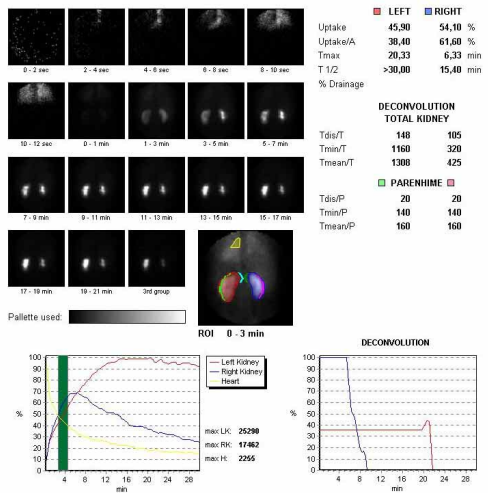 LEFT RIGHT
Uptake 45,90 54,10 %
Uptake/A 38,40 61,60 %
Tmax 20,33 6,33 min
T 1/2 >30,00 15,40 min
% Drainage
0 - 2 sec 2 - 4 sec 4 - 6 sec 6 - 8 sec 8 - 10 sec
10 - 12 sec 0 - 1 min 1 - 3 min 3 - 5 min 5 - 7 min
7 - 9 min 9 - 11 min 11 - 13 min 13 - 15 min 15 - 17 min
17 - 19 min 19 - 21 min 3rd group
DECONVOLUTION
TOTAL KIDNEY
Tdis/T 148 105
Tmin/T 1160 320
Tmean/T 1308 425
PARENHIME
Tdis/P 20 20
Tmin/P 140 140
Tmean/P 160 160
Pallette used:
ROI 0 - 3 min
100
90
80
70
60
50
40
30
20
10
0
%
4 8 12 16 20 24 28
min
Left Kidney
Right Kidney
Heart
max LK: 25290
max RK: 17462
max H: 2255
DECONVOLUTION
100
90
80
70
60
50
40
30
20
10
0
%
4 8 12 16 20 24 28
min